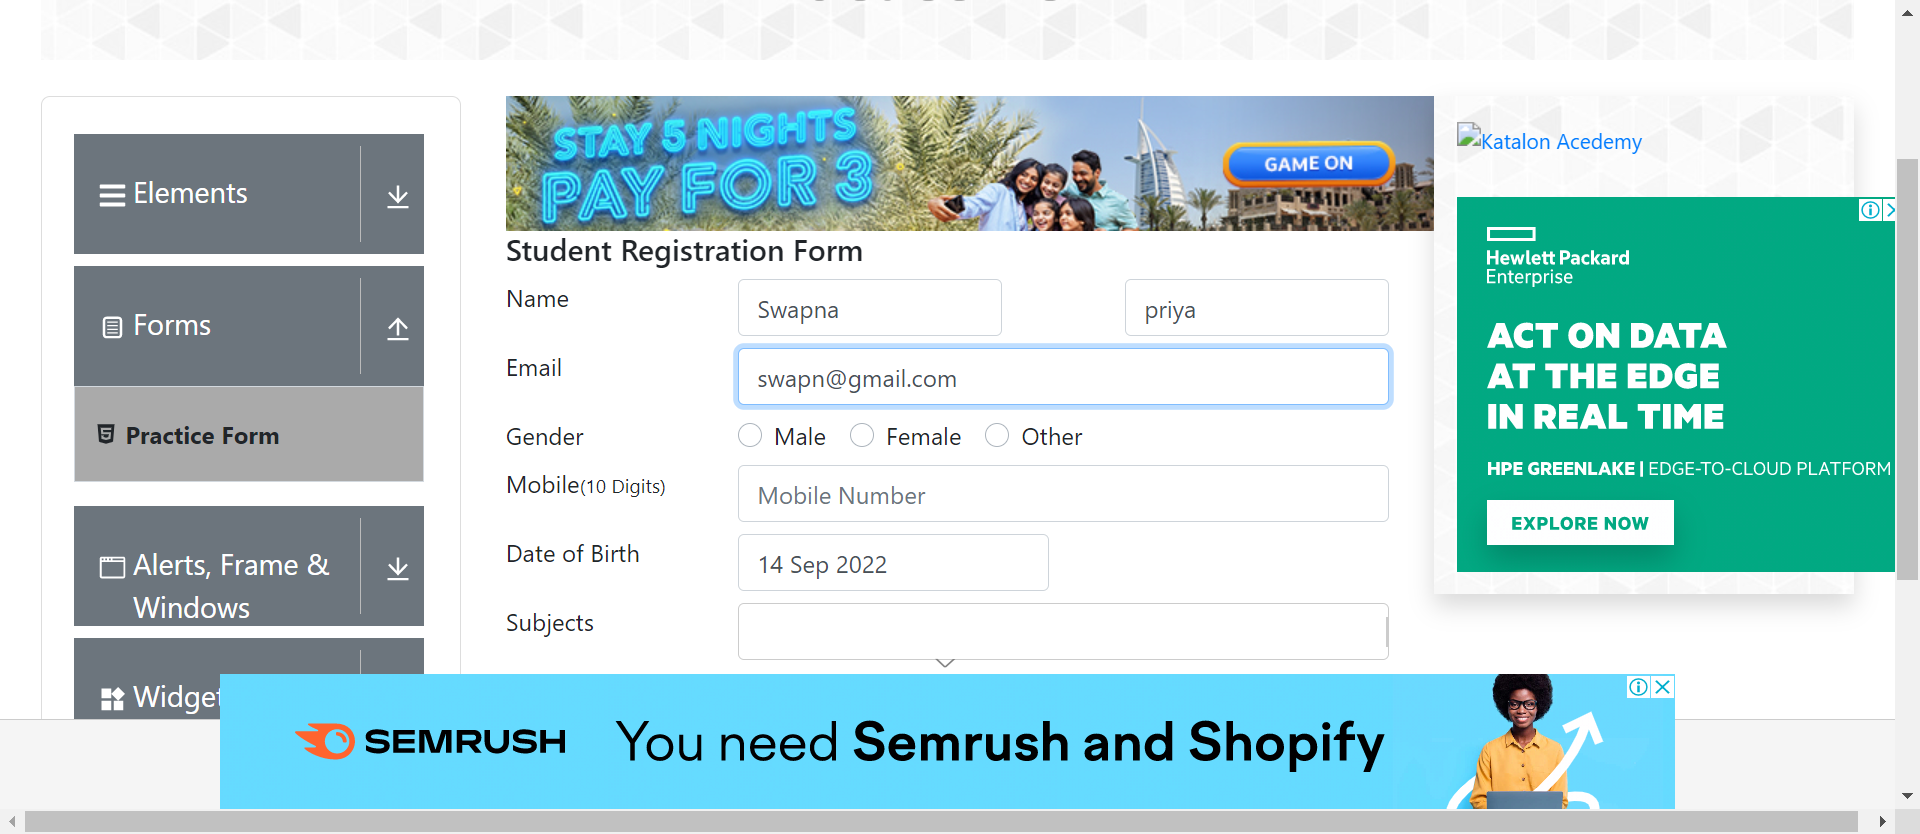 Elements
Forms
Practice Form
Alerts, Frame &
Windows
Widget
STAY 5 NIGHTS
PAY FOR 3
GAME ON
Student Registration Form
Name
Swapna
priya
Email
swapn@gmail.com
Gender
Male
Female
Other
Mobile(10 Digits)
Mobile Number
Date of Birth
14 Sep 2022
Subjects
Katalon Acedemy
Hewlett Packard
Enterprise
ACT ON DATA
AT THE EDGE
IN REAL TIME
HPE GREENLAKE | EDGE-TO-CLOUD PLATFORM
EXPLORE NOW
SEMRUSH
You need Semrush and Shopify